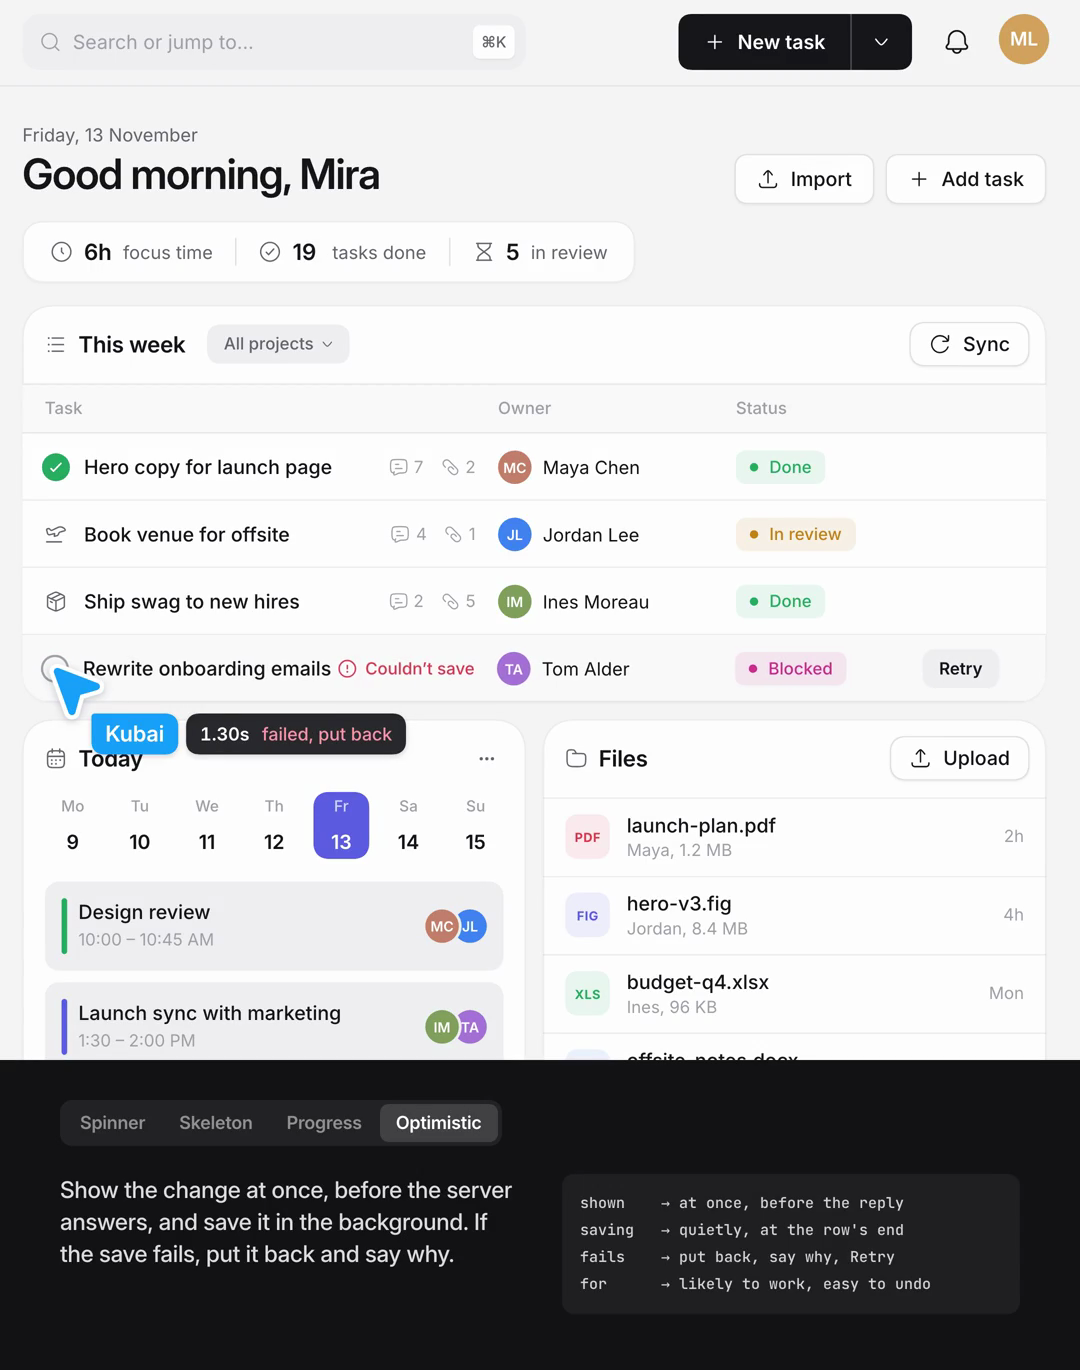 Search or jump to... ⌘K
+ New task
ML
Friday, 13 November
Good morning, Mira
Import
+ Add task
6h focus time
19 tasks done
5 in review
This week
All projects
Sync
Task Owner Status
Hero copy for launch page 7 2 MC Maya Chen Done
Book venue for offsite 4 1 JL Jordan Lee In review
Ship swag to new hires 2 5 IM Ines Moreau Done
Rewrite onboarding emails Couldn't save TA Tom Alder Blocked Retry
Kubai
1.30s failed, put back
Today ...
Mo Tu We Th Fr Sa Su
9 10 11 12 13 14 15
Design review
10:00 – 10:45 AM
MC JL
Launch sync with marketing
1:30 – 2:00 PM
IM TA
Files
Upload
PDF launch-plan.pdf 2h
Maya, 1.2 MB
FIG hero-v3.fig 4h
Jordan, 8.4 MB
XLS budget-q4.xlsx Mon
Ines, 96 KB
offsite-notes.docx
Spinner Skeleton Progress Optimistic
Show the change at once, before the server
answers, and save it in the background. If
the save fails, put it back and say why.
shown → at once, before the reply
saving → quietly, at the row's end
fails → put back, say why, Retry
for → likely to work, easy to undo